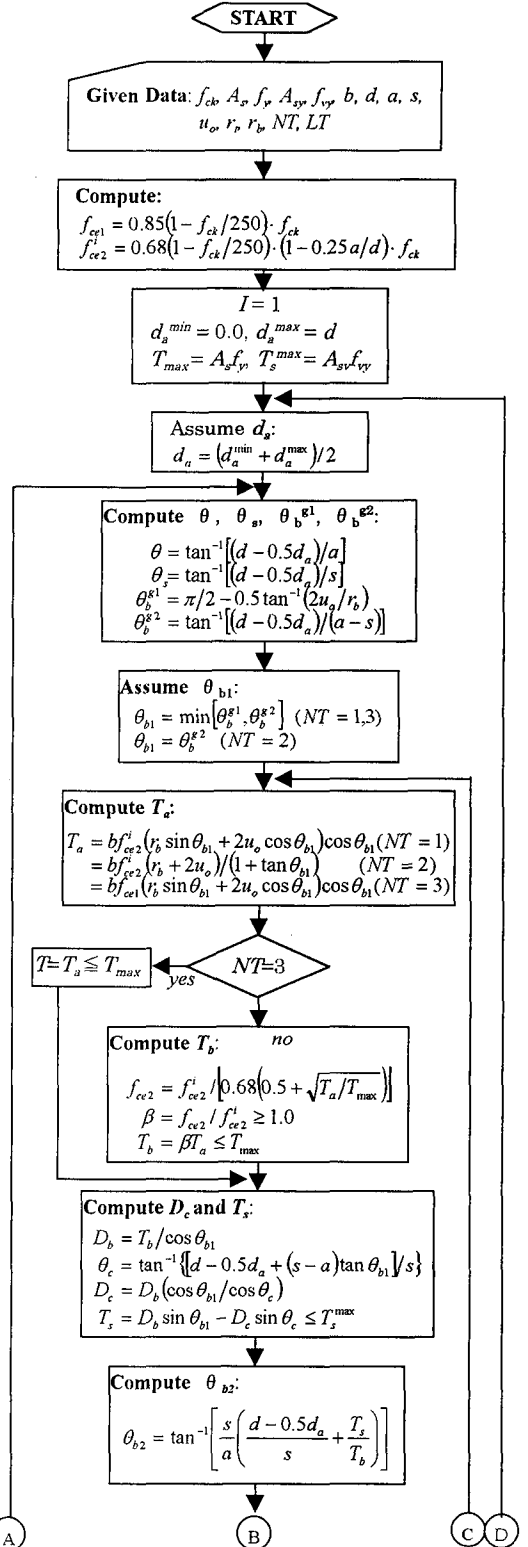 START
Given Data: f_ck, A_s, f_y, A_sy, f_vy, b, d, a, s,
u_o, r_t, r_b, NT, LT
Compute:
f_ce1 = 0.85(1 − f_ck/250)· f_ck
f^i_ce2 = 0.68(1 − f_ck/250)·(1 − 0.25a/d)· f_ck
I = 1
d_a^min = 0.0, d_a^max = d
T_max = A_s f_y, T_s^max = A_sv f_vy
Assume d_a:
d_a = (d_a^min + d_a^max)/2
Compute θ, θ_s, θ_b^g1, θ_b^g2:
θ = tan⁻¹[(d − 0.5d_a)/a]
θ_s = tan⁻¹[(d − 0.5d_a)/s]
θ_b^g1 = π/2 − 0.5 tan⁻¹(2u_o/r_b)
θ_b^g2 = tan⁻¹[(d − 0.5d_a)/(a − s)]
Assume θ_b1:
θ_b1 = min[θ_b^g1, θ_b^g2] (NT = 1,3)
θ_b1 = θ_b^g2 (NT = 2)
Compute T_a:
T_a = bf^i_ce2(r_b sin θ_b1 + 2u_o cos θ_b1)cos θ_b1 (NT = 1)
= bf^i_ce2(r_b + 2u_o)/(1 + tan θ_b1) (NT = 2)
= bf_ce1(r_b sin θ_b1 + 2u_o cos θ_b1)cos θ_b1 (NT = 3)
T=T_a ≦ T_max
yes
NT=3
no
Compute T_b:
f_ce2 = f^i_ce2/[0.68(0.5 + √T_a/T_max)]
β = f_ce2/f^i_ce2 ≥ 1.0
T_b = βT_a ≤ T_max
Compute D_c and T_s:
D_b = T_b/cos θ_b1
θ_c = tan⁻¹{[d − 0.5d_a + (s − a)tan θ_b1]/s}
D_c = D_b(cos θ_b1/cos θ_c)
T_s = D_b sin θ_b1 − D_c sin θ_c ≤ T_s^max
Compute θ_b2:
θ_b2 = tan⁻¹[s/a((d − 0.5d_a)/s + T_s/T_b)]
A
B
C
D